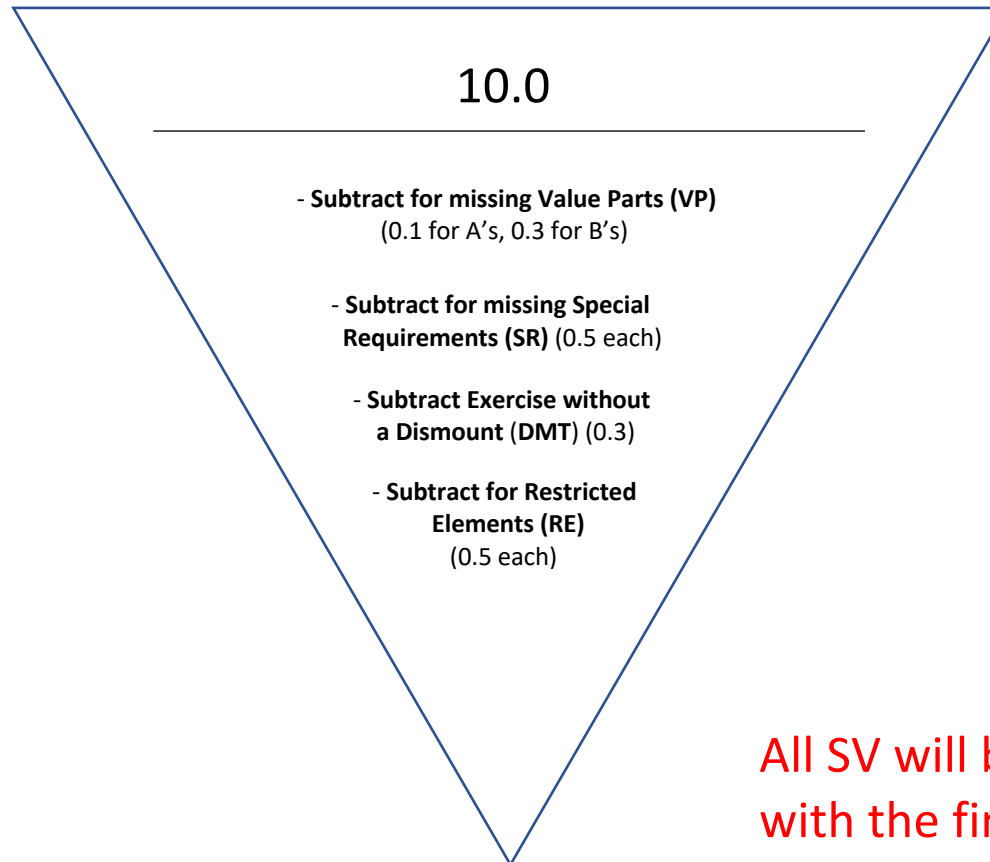 10.0
- Subtract for missing Value Parts (VP)
(0.1 for A's, 0.3 for B's)
- Subtract for missing Special
Requirements (SR) (0.5 each)
- Subtract Exercise without
a Dismount (DMT) (0.3)
- Subtract for Restricted
Elements (RE)
(0.5 each)
All SV will
with the